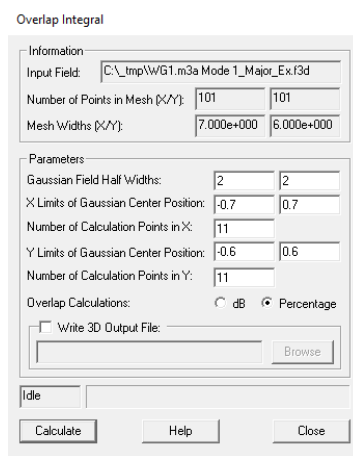 Overlap Integral
Information
Input Field: C:\_tmp\WG1.m3a Mode 1_Major_Ex.f3d
Number of Points in Mesh (X/Y): 101 101
Mesh Widths (X/Y): 7.000e+000 6.000e+000
Parameters
Gaussian Field Half Widths: 2 2
X Limits of Gaussian Center Position: -0.7 0.7
Number of Calculation Points in X: 11
Y Limits of Gaussian Center Position: -0.6 0.6
Number of Calculation Points in Y: 11
Overlap Calculations: dB Percentage
Write 3D Output File:
Browse
Idle
Calculate Help Close